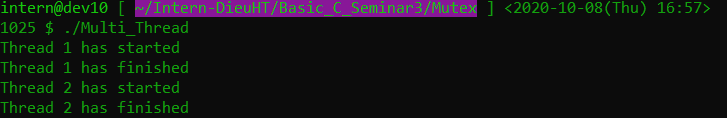 intern@dev10 [ ~/Intern-DieuHT/Basic_C_Seminar3/Mutex ] <2020-10-08(Thu) 16:57>
1025 $ ./Multi_Thread
Thread 1 has started
Thread 1 has finished
Thread 2 has started
Thread 2 has finished